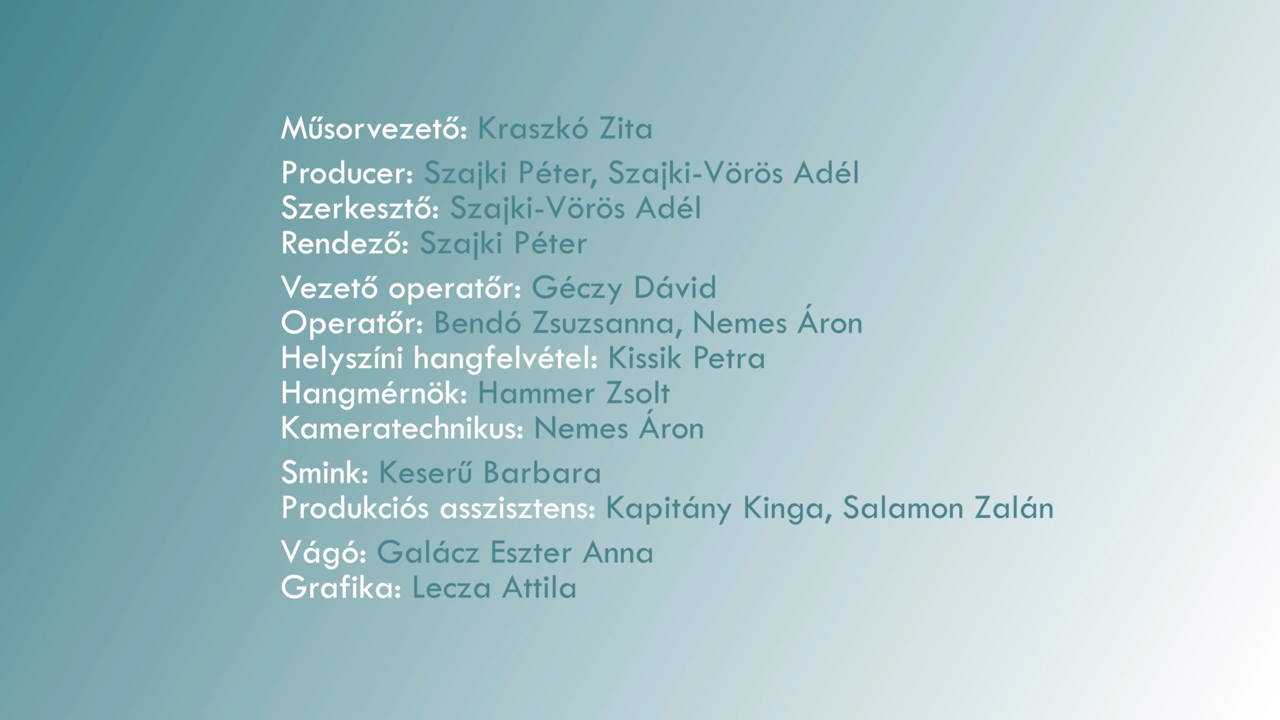 Műsorvezető: Kraszkó Zita
Producer: Szajki Péter, Szajki-Vörös Adél
Szerkesztő: Szajki-Vörös Adél
Rendező: Szajki Péter
Vezető operatőr: Géczy Dávid
Operatőr: Bendó Zsuzsanna, Nemes Áron
Helyszíni hangfelvétel: Kissik Petra
Hangmérnök: Hammer Zsolt
Kameratechnikus: Nemes Áron
Smink: Keserű Barbara
Produkciós asszisztens: Kapitány Kinga, Salamon Zalán
Vágó: Galácz Eszter Anna
Grafika: Lecza Attila